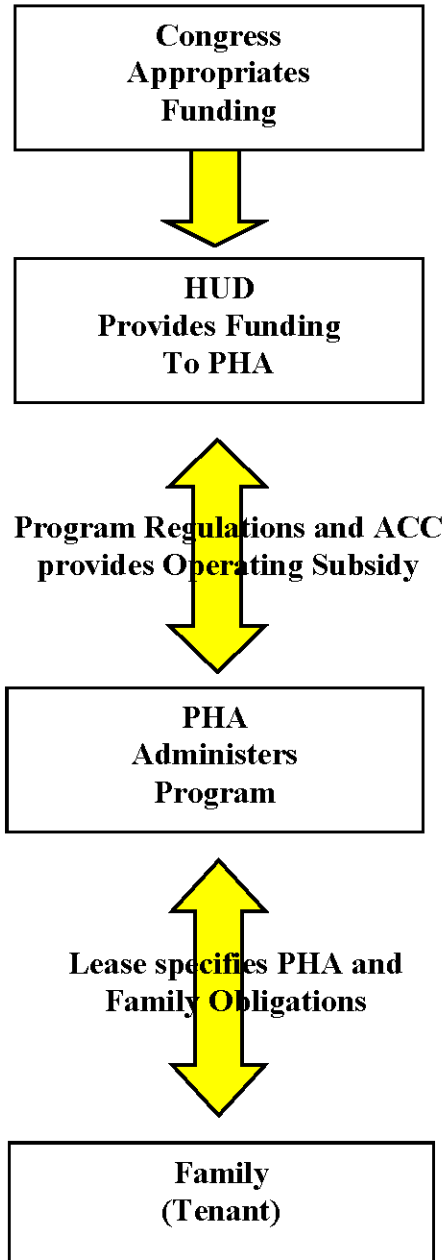 Congress
Appropriates
Funding
HUD
Provides Funding
To PHA
Program Regulations and ACC
provides Operating Subsidy
PHA
Administers
Program
Lease specifies PHA and
Family Obligations
Family
(Tenant)